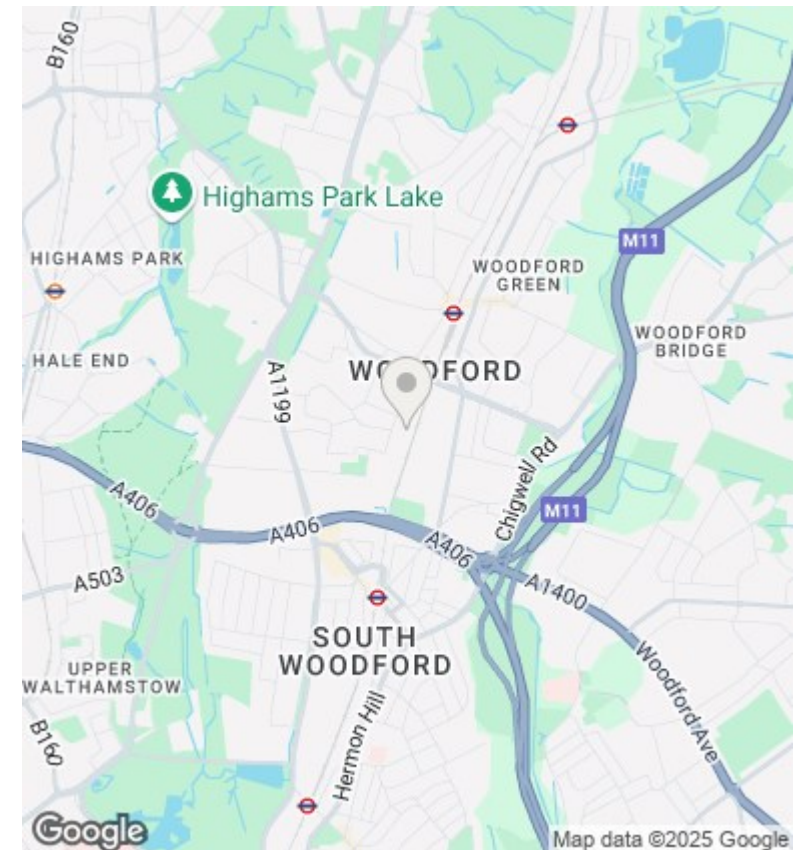 B160
Highams Park Lake
M11
HIGHAMS PARK
WOODFORD
GREEN
WOODFORD
BRIDGE
HALE END
WOODFORD
A1199
Chigwell Rd
A406
M11
A406
A406
A503
A1400
SOUTH
WOODFORD
UPPER
WALTHAMSTOW
Woodford Ave
B160
Hermon Hill
Google
Map data ©2025 Google